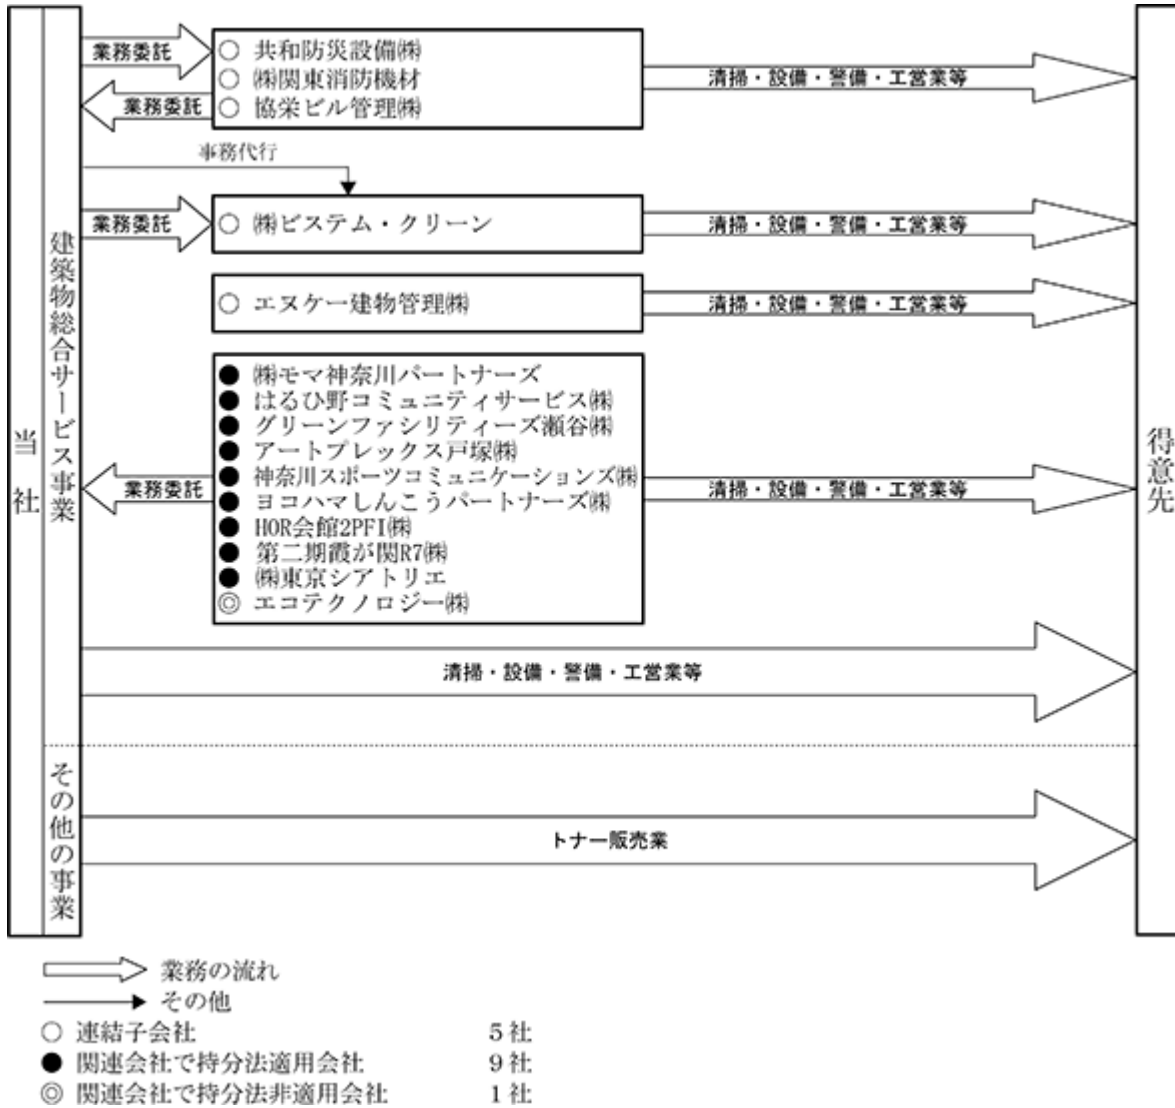 当社
建築物総合サービス事業
業務委託
業務委託
○ 共和防災設備㈱
○ ㈱関東消防機材
○ 協栄ビル管理㈱
清掃・設備・警備・工営業等
事務代行
業務委託
○ ㈱ビステム・クリーン
清掃・設備・警備・工営業等
○ エヌケー建物管理㈱
清掃・設備・警備・工営業等
業務委託
● ㈱モマ神奈川パートナーズ
● はるひ野コミュニティサービス㈱
● グリーンファシリティーズ瀬谷㈱
● アートプレックス戸塚㈱
● 神奈川スポーツコミュニケーションズ㈱
● ヨコハマしんこうパートナーズ㈱
● HOR会館2PFI㈱
● 第二期霞が関R7㈱
● ㈱東京シアトリエ
◎ エコテクノロジー㈱
清掃・設備・警備・工営業等
清掃・設備・警備・工営業等
得意先
その他の事業
トナー販売業
業務の流れ
その他
○ 連結子会社 5社
● 関連会社で持分法適用会社 9社
◎ 関連会社で持分法非適用会社 1社